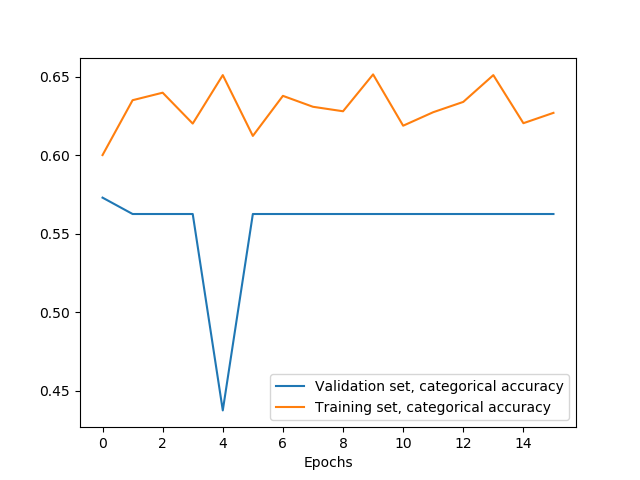 0.65
0.60
0.55
0.50
0.45
Validation set, categorical accuracy
Training set, categorical accuracy
0 2 4 6 8 10 12 14
Epochs